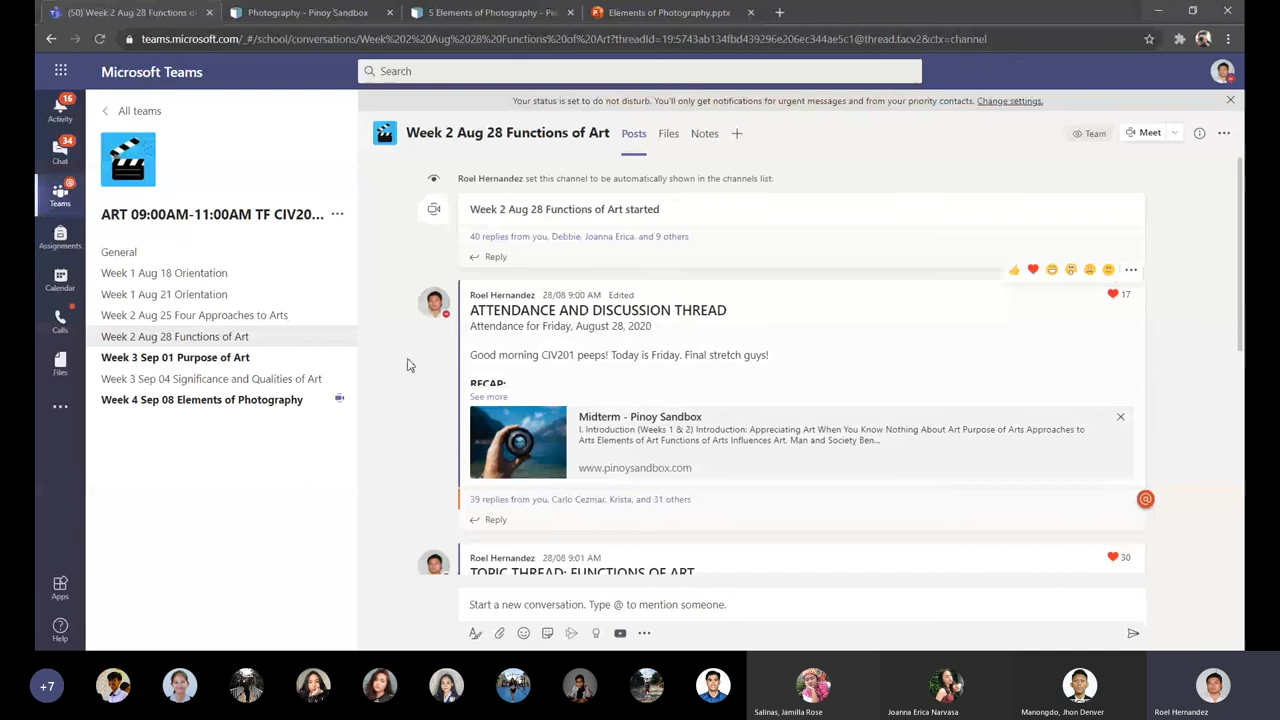 (50) Week 2 Aug 28 Functions of
Photography - Pinoy Sandbox
5 Elements of Photography - Pin
Elements of Photography.pptx
teams.microsoft.com/_#/school/conversations/Week%202%20Aug%2028%20Functions%20of%20Art?threadId=19:5743ab134fbd439296e206ec344ae5c1@thread.tacv2&ctx=channel
Microsoft Teams
Search
Your status is set to do not disturb. You'll only get notifications for urgent messages and from your priority contacts. Change settings.
16
Activity
34
Chat
Teams
Assignments
Calendar
Calls
Files
Apps
Help
All teams
ART 09:00AM-11:00AM TF CIV20...
General
Week 1 Aug 18 Orientation
Week 1 Aug 21 Orientation
Week 2 Aug 25 Four Approaches to Arts
Week 2 Aug 28 Functions of Art
Week 3 Sep 01 Purpose of Art
Week 3 Sep 04 Significance and Qualities of Art
Week 4 Sep 08 Elements of Photography
Week 2 Aug 28 Functions of Art Posts Files Notes
Team
Meet
Roel Hernandez set this channel to be automatically shown in the channels list.
Week 2 Aug 28 Functions of Art started
40 replies from you, Debbie, Joanna Erica, and 9 others
Reply
Roel Hernandez 28/08 9:00 AM Edited
17
ATTENDANCE AND DISCUSSION THREAD
Attendance for Friday, August 28, 2020
Good morning CIV201 peeps! Today is Friday. Final stretch guys!
RECAP:
See more
Midterm - Pinoy Sandbox
I. Introduction (Weeks 1 & 2) Introduction: Appreciating Art When You Know Nothing About Art Purpose of Arts Approaches to
Arts Elements of Art Functions of Arts Influences Art. Man and Society Ben...
www.pinoysandbox.com
39 replies from you, Carlo Cezmar, Krista, and 31 others
Reply
Roel Hernandez 28/08 9:01 AM
30
TOPIC THREAD: FUNCTIONS OF ART
Start a new conversation. Type @ to mention someone.
+7
Salinas, Jamilla Rose
Joanna Erica Narvasa
Manongdo, Jhon Denver
Roel Hernandez